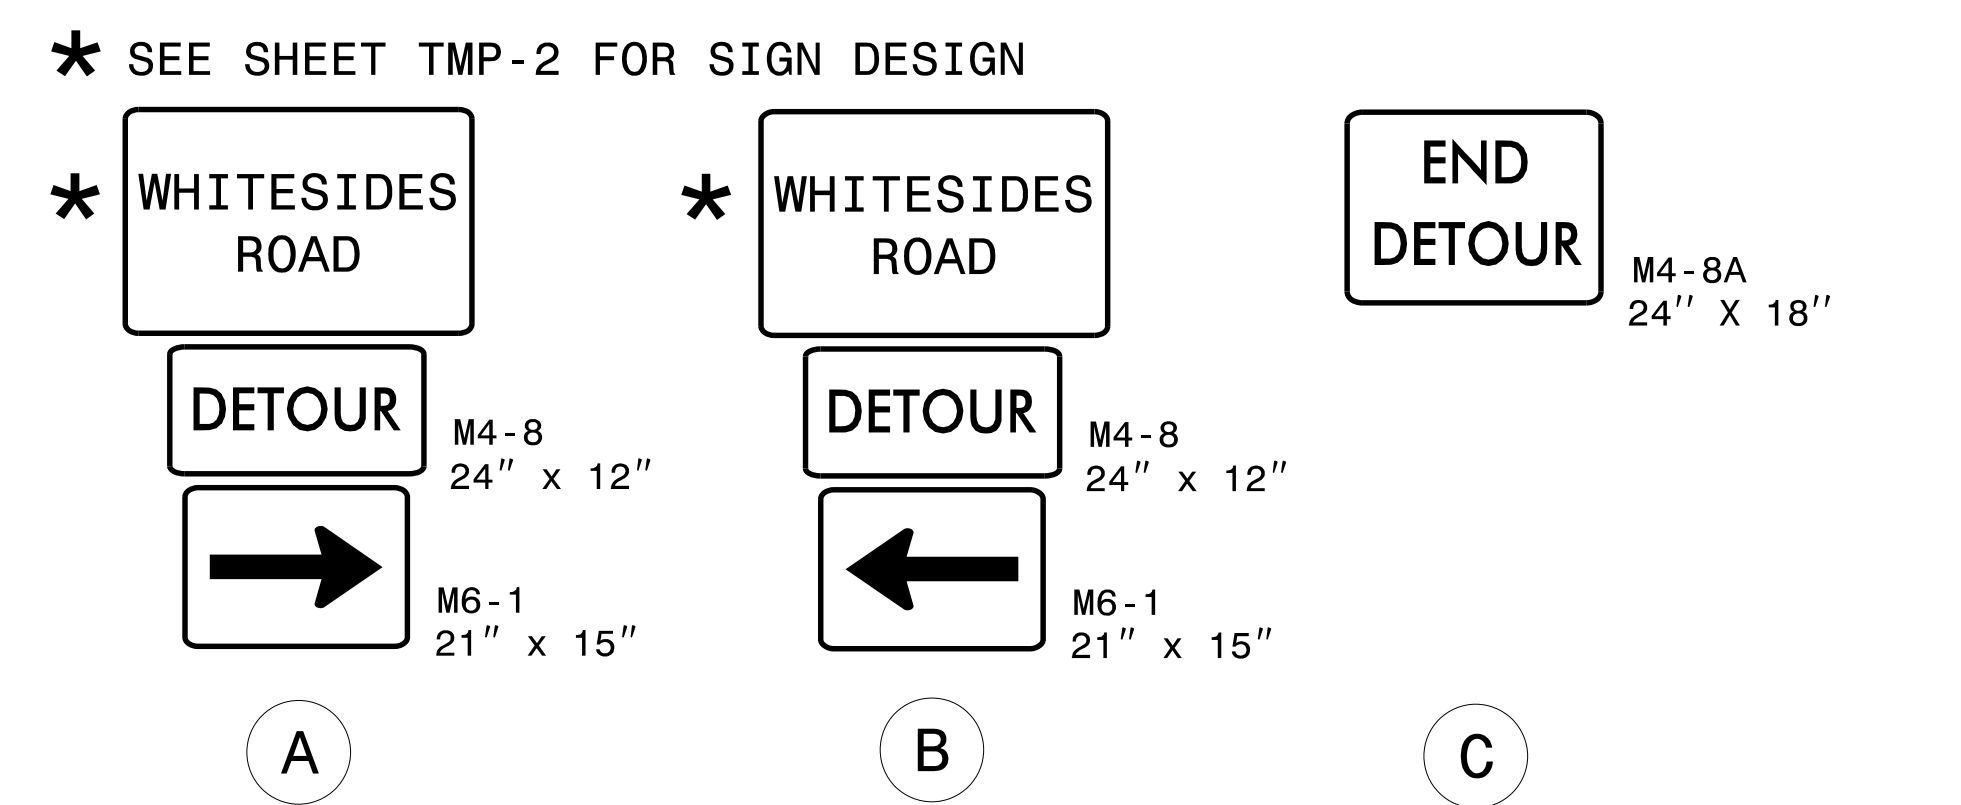 * SEE SHEET TMP-2 FOR SIGN DESIGN
* WHITESIDES
ROAD
DETOUR
M4-8
24" x 12"
M6-1
21" x 15"
A
* WHITESIDES
ROAD
DETOUR
M4-8
24" x 12"
M6-1
21" x 15"
B
END
DETOUR
M4-8A
24" X 18"
C